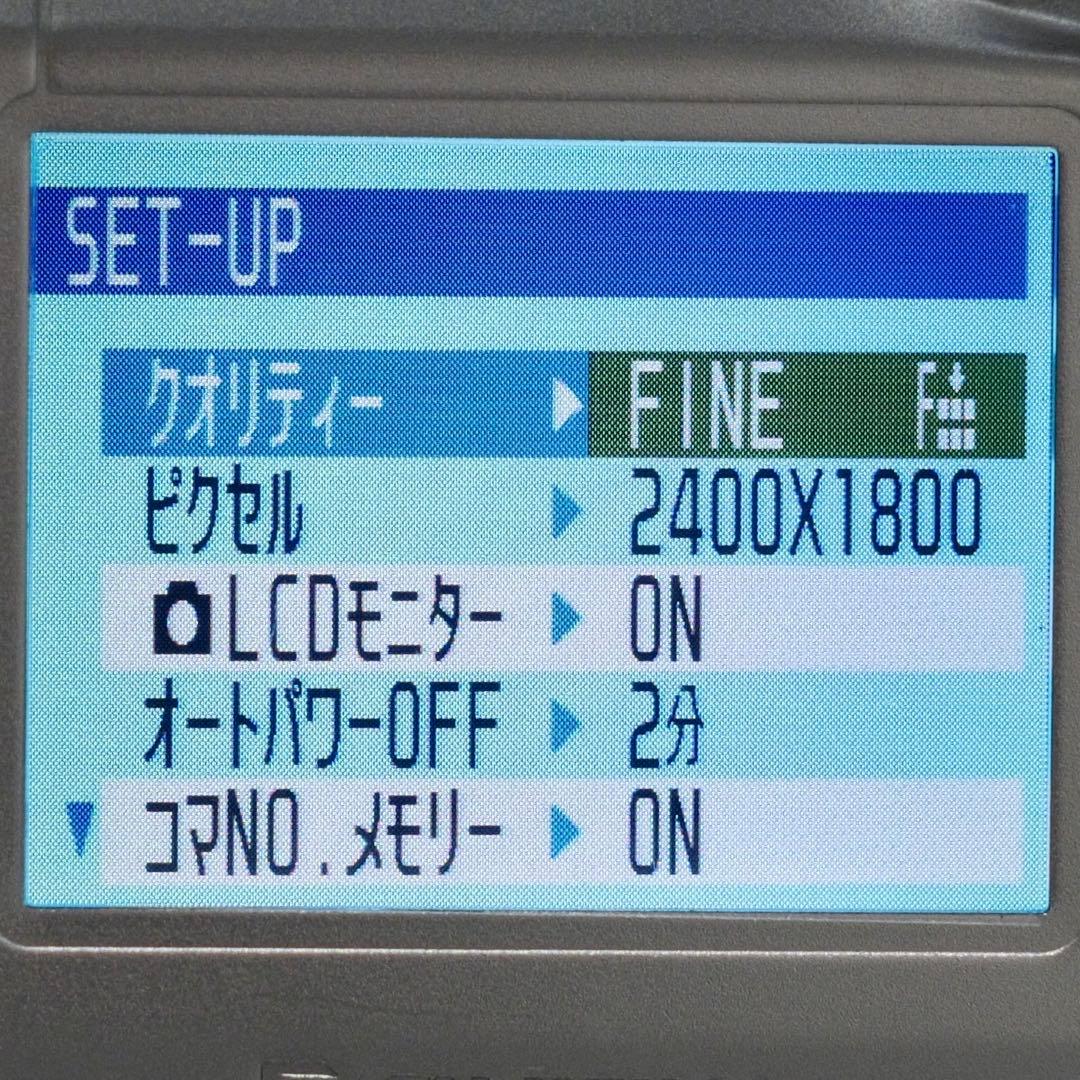 SET-UP
クオリティー ▶ FINE F
ピクセル ▶ 2400X1800
LCDモニター ▶ ON
オートパワーOFF ▶ 2分
コマNO.メモリー ▶ ON